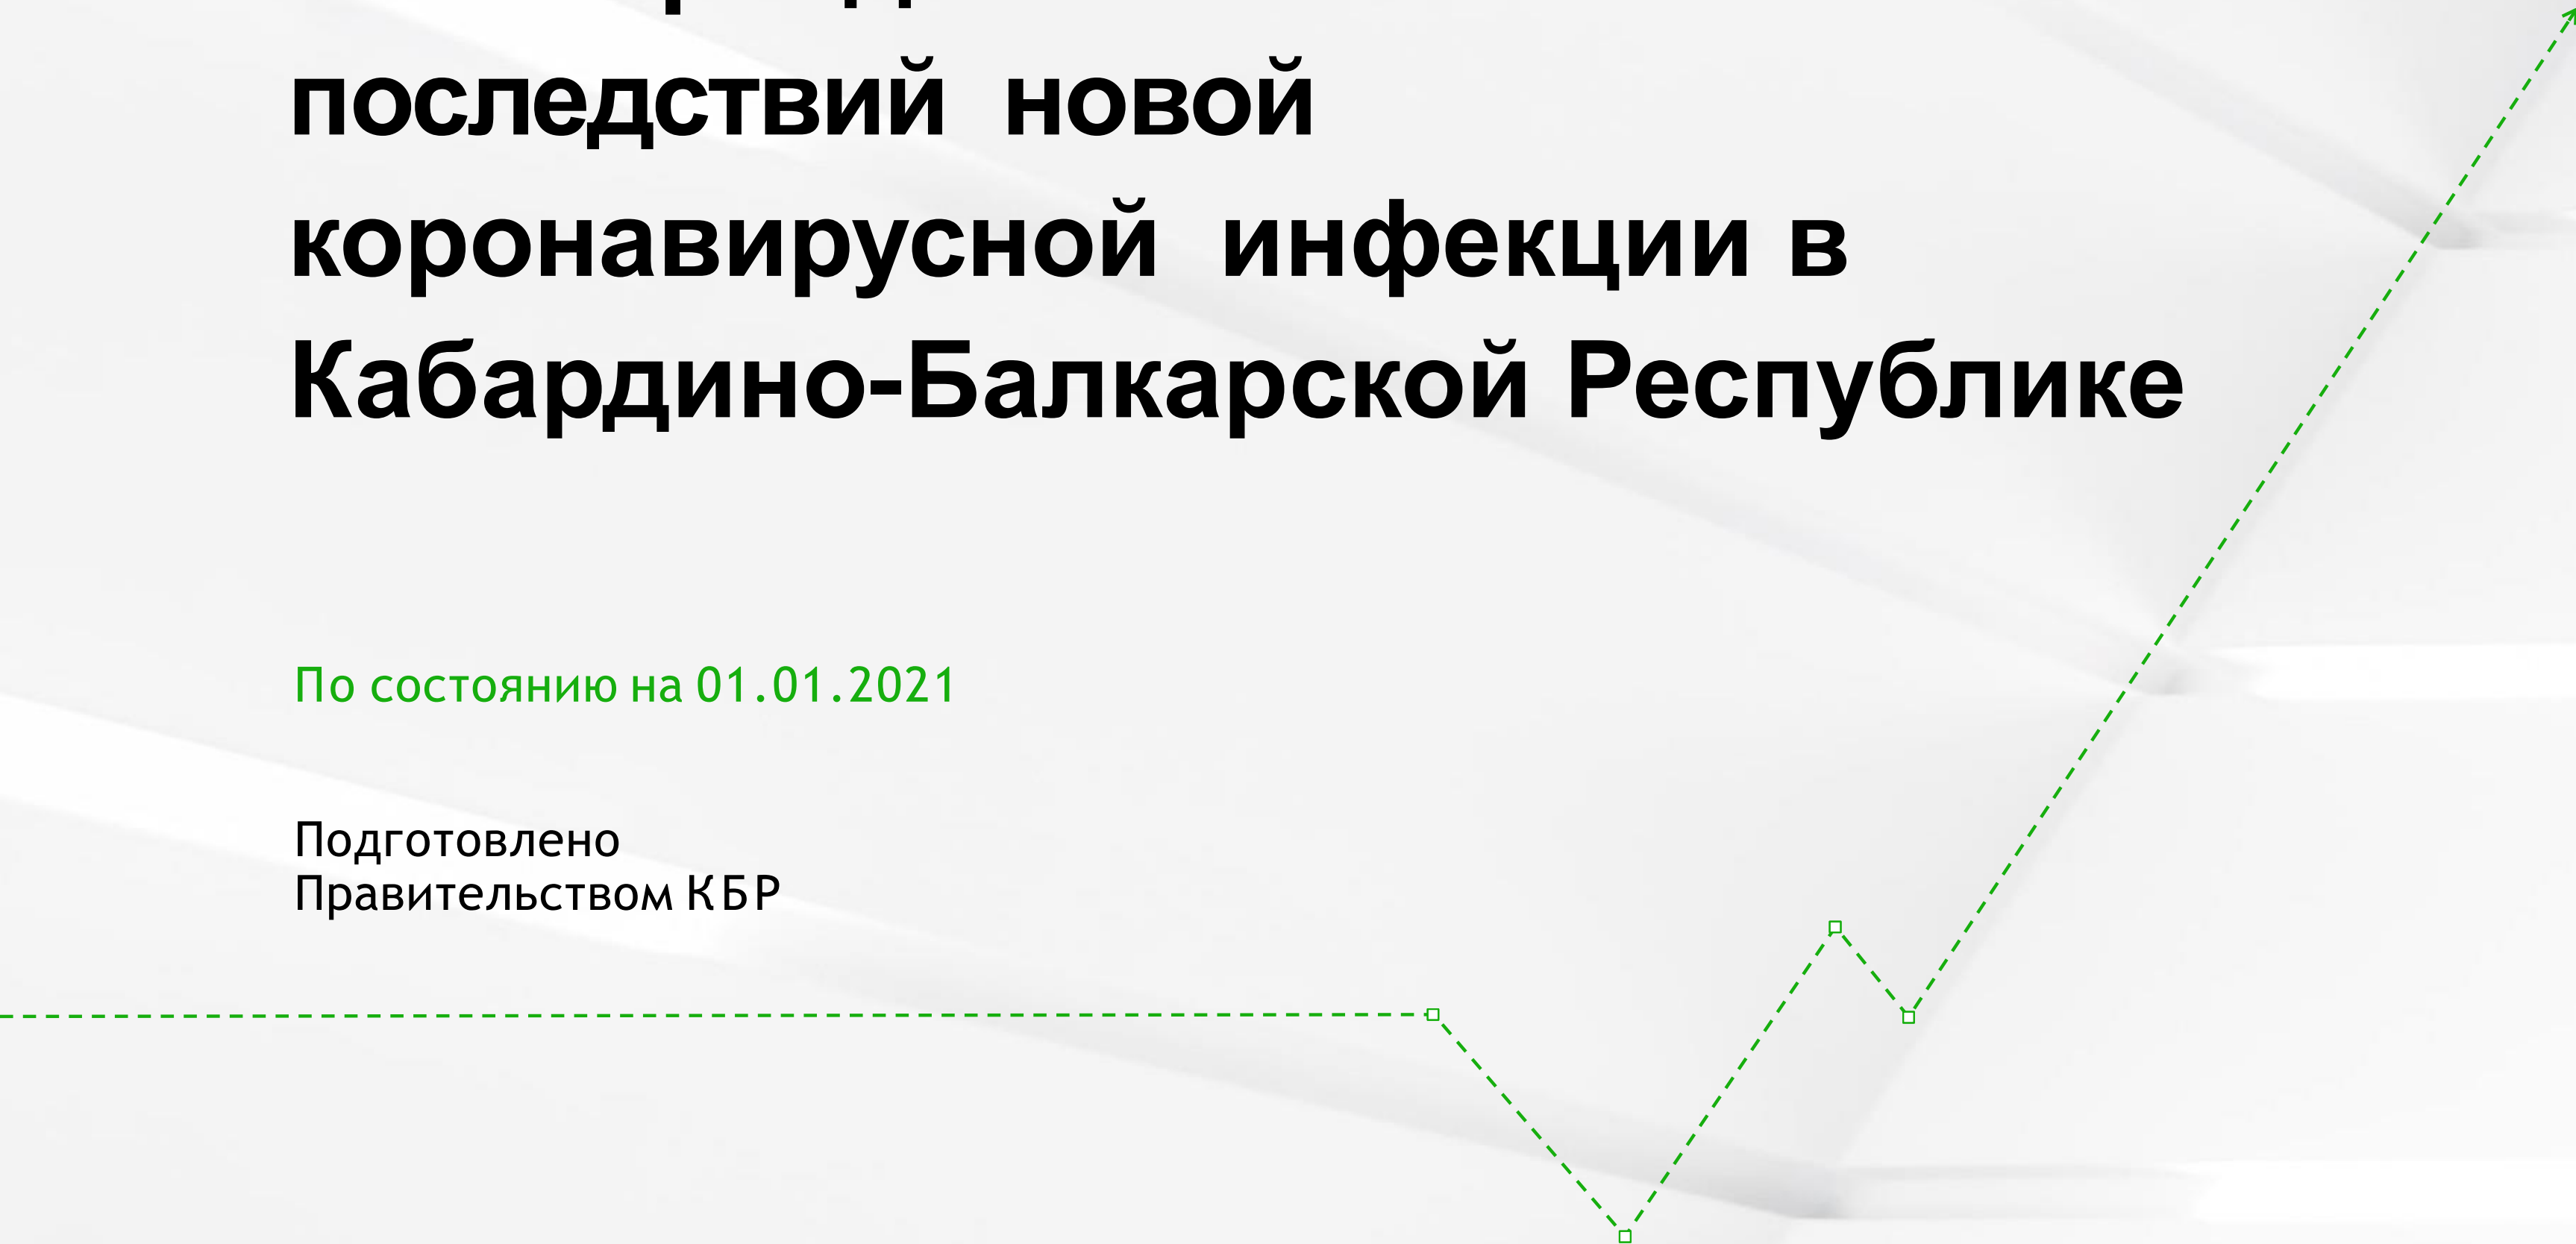 последствий новой
коронавирусной инфекции в
Кабардино-Балкарской Республике
По состоянию на 01.01.2021
Подготовлено
Правительством КБР